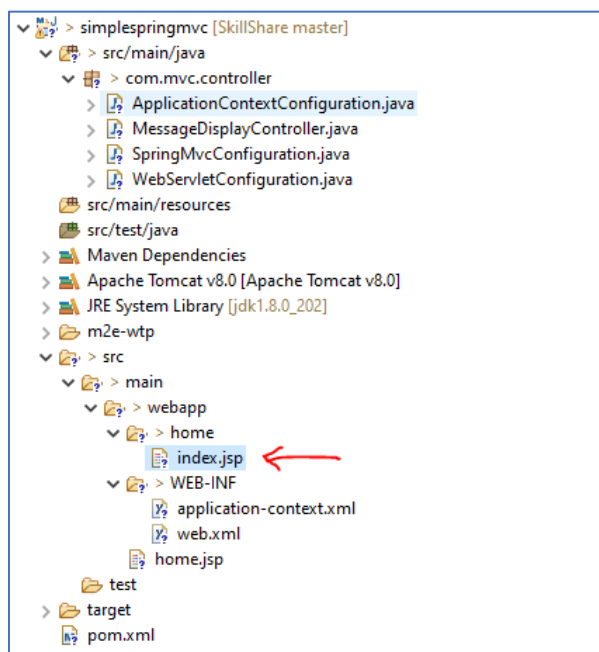 > simplespringmvc [SkillShare master]
> src/main/java
> com.mvc.controller
> ApplicationContextConfiguration.java
> MessageDisplayController.java
> SpringMvcConfiguration.java
> WebServletConfiguration.java
src/main/resources
src/test/java
> Maven Dependencies
> Apache Tomcat v8.0 [Apache Tomcat v8.0]
> JRE System Library [jdk1.8.0_202]
> m2e-wtp
> src
> main
> webapp
> home
index.jsp
> WEB-INF
application-context.xml
web.xml
home.jsp
test
> target
pom.xml